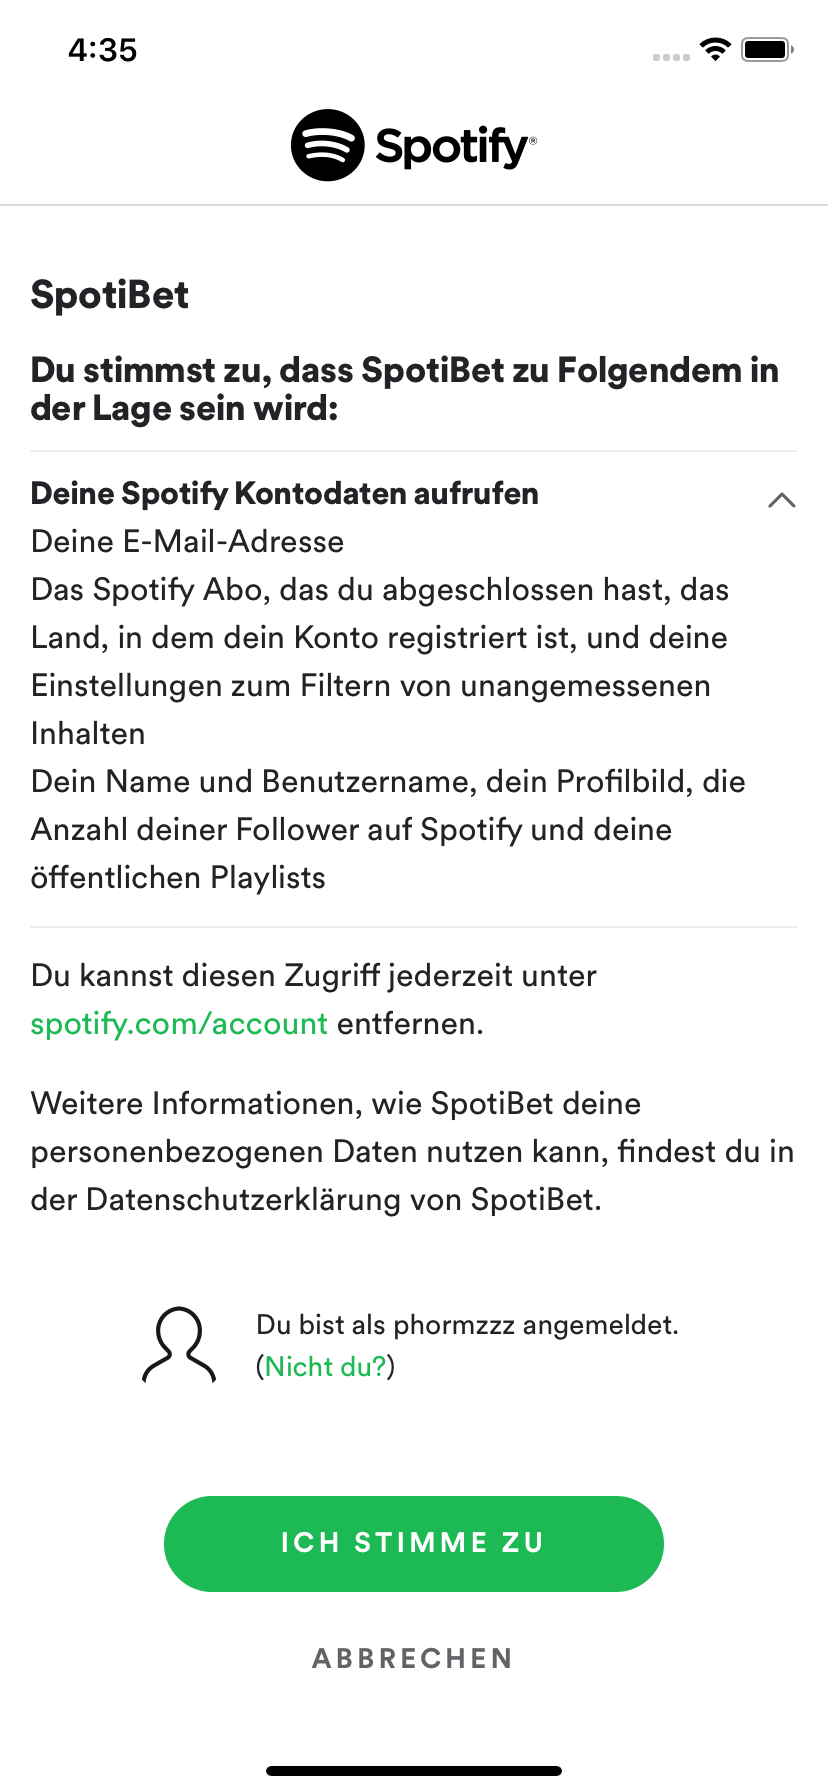 4:35
Spotify®
SpotiBet
Du stimmst zu, dass SpotiBet zu Folgendem in
der Lage sein wird:
Deine Spotify Kontodaten aufrufen
Deine E-Mail-Adresse
Das Spotify Abo, das du abgeschlossen hast, das
Land, in dem dein Konto registriert ist, und deine
Einstellungen zum Filtern von unangemessenen
Inhalten
Dein Name und Benutzername, dein Profilbild, die
Anzahl deiner Follower auf Spotify und deine
öffentlichen Playlists
Du kannst diesen Zugriff jederzeit unter
spotify.com/account entfernen.
Weitere Informationen, wie SpotiBet deine
personenbezogenen Daten nutzen kann, findest du in
der Datenschutzerklärung von SpotiBet.
Du bist als phormzzz angemeldet.
(Nicht du?)
ICH STIMME ZU
ABBRECHEN